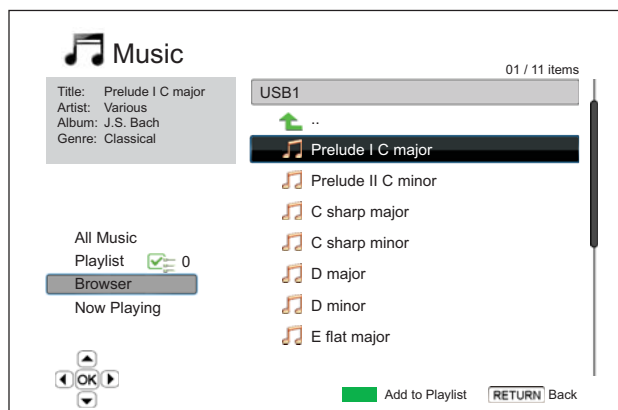 Music
01 / 11 items
Title: Prelude I C major
Artist: Various
Album: J.S. Bach
Genre: Classical
USB1
..
Prelude I C major
Prelude II C minor
C sharp major
C sharp minor
D major
D minor
E flat major
All Music
Playlist 0
Browser
Now Playing
OK
Add to Playlist RETURN Back